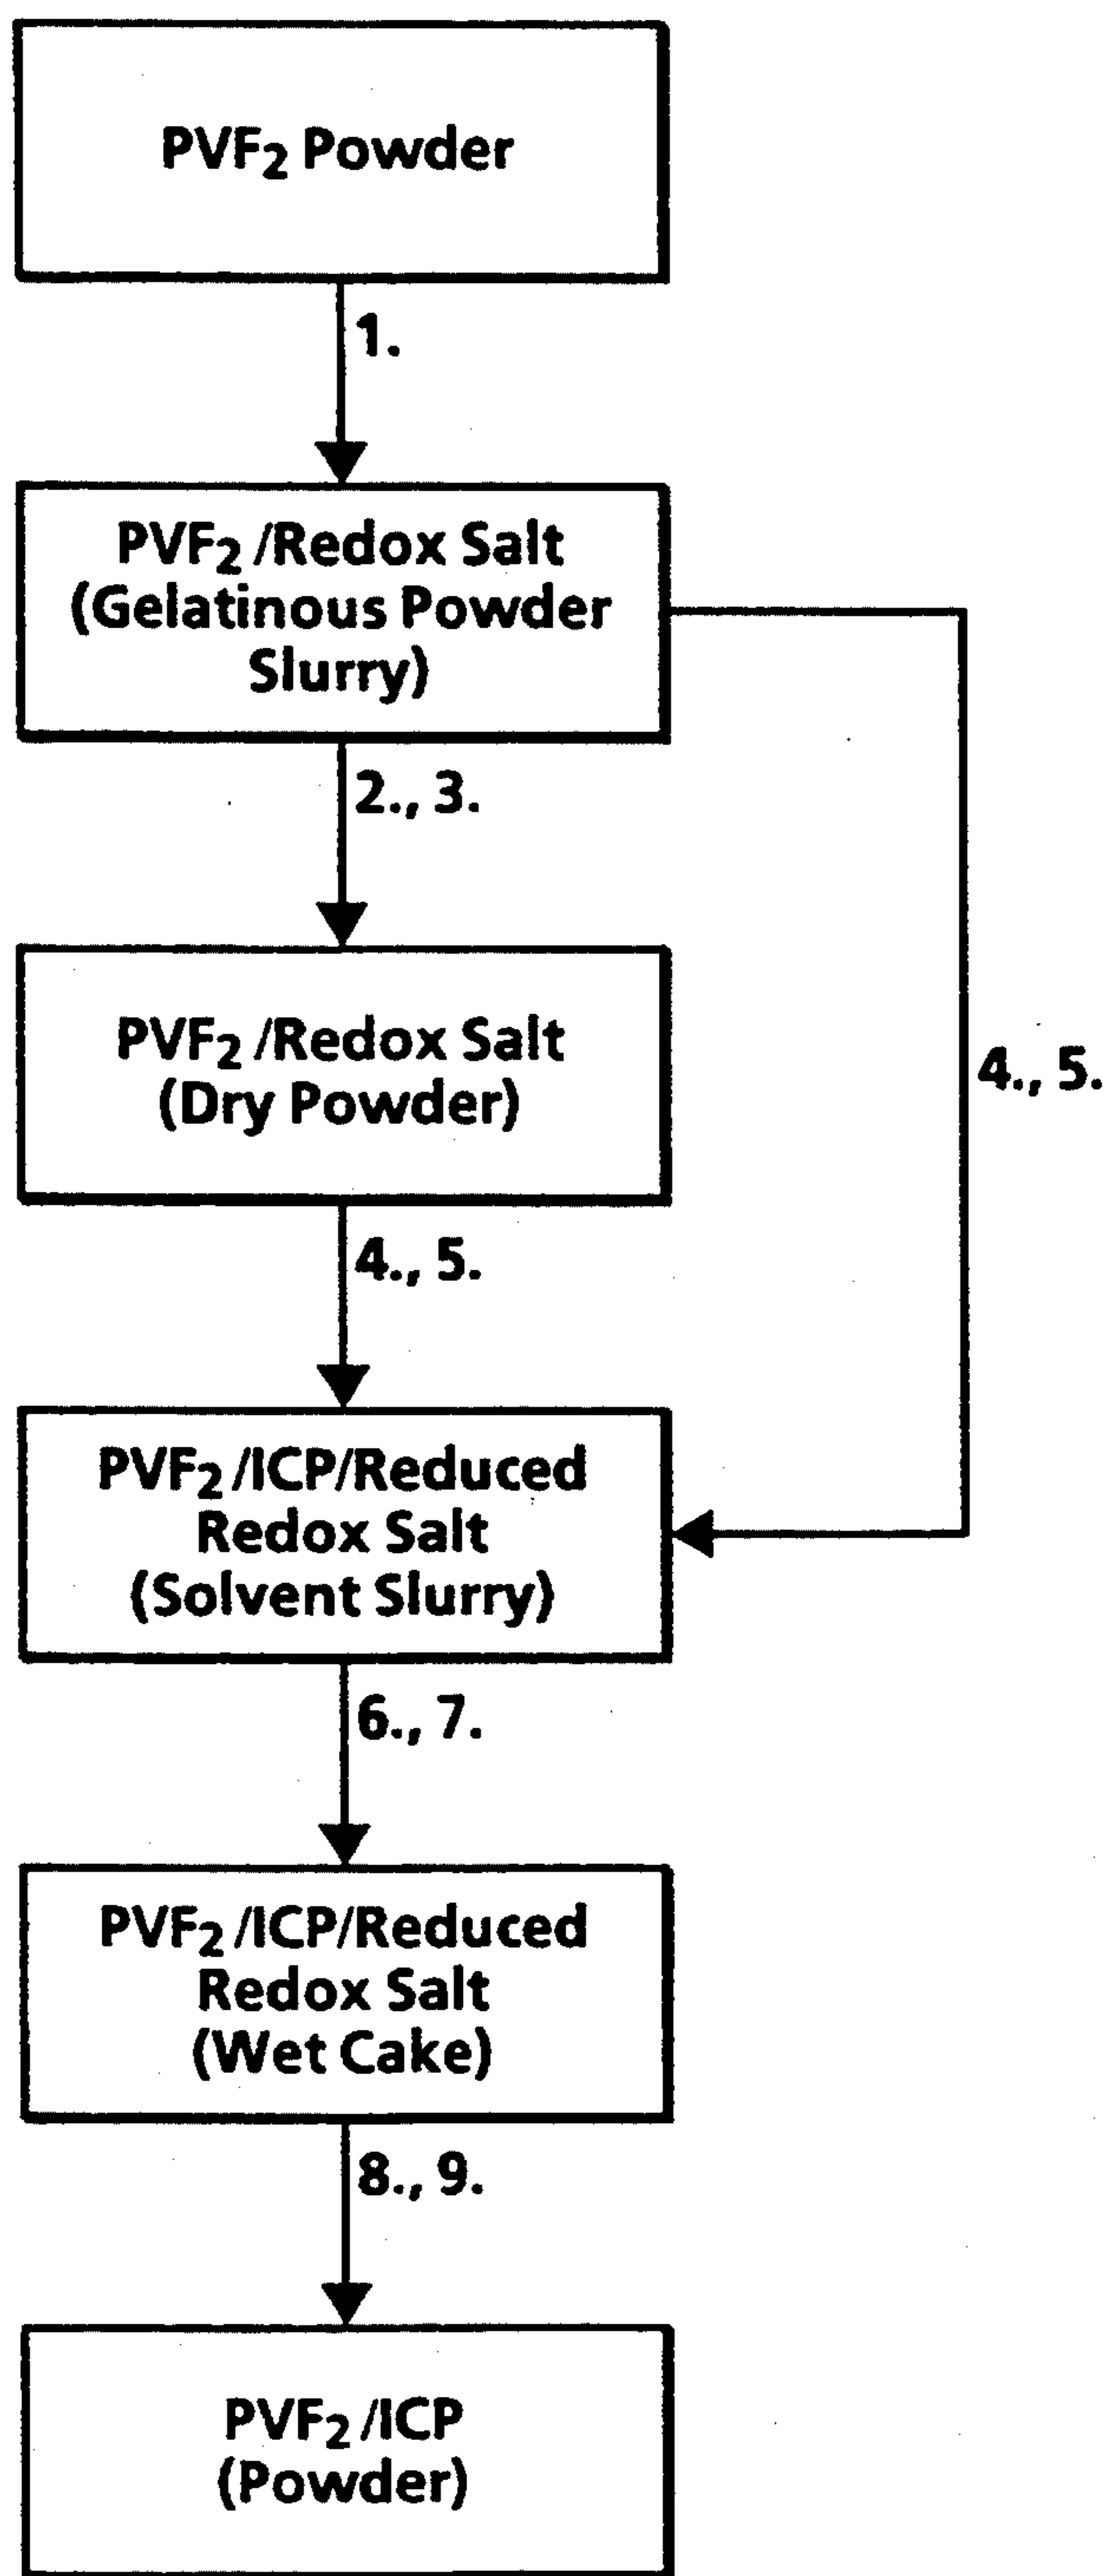 PVF₂ Powder
1.
PVF₂ /Redox Salt
(Gelatinous Powder
Slurry)
2., 3.
PVF₂ /Redox Salt
(Dry Powder)
4., 5.
4., 5.
PVF₂ /ICP/Reduced
Redox Salt
(Solvent Slurry)
6., 7.
PVF₂ /ICP/Reduced
Redox Salt
(Wet Cake)
8., 9.
PVF₂ /ICP
(Powder)